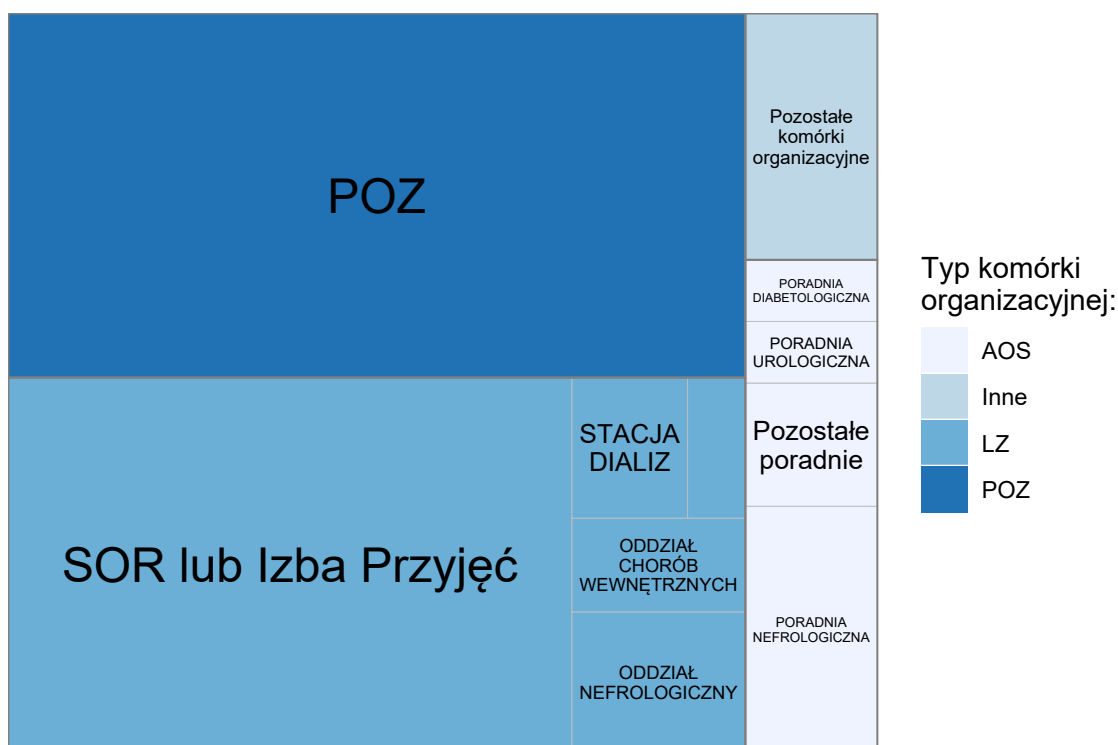 POZ
Pozostałe
komórki
organizacyjne
PORADNIA
DIABETOLOGICZNA
PORADNIA
UROLOGICZNA
Pozostałe
poradnie
PORADNIA
NEFROLOGICZNA
SOR lub Izba Przyjęć
STACJA
DIALIZ
ODDZIAŁ
CHORÓB
WEWNĘTRZNYCH
ODDZIAŁ
NEFROLOGICZNY
Typ komórki
organizacyjnej:
AOS
Inne
LZ
POZ